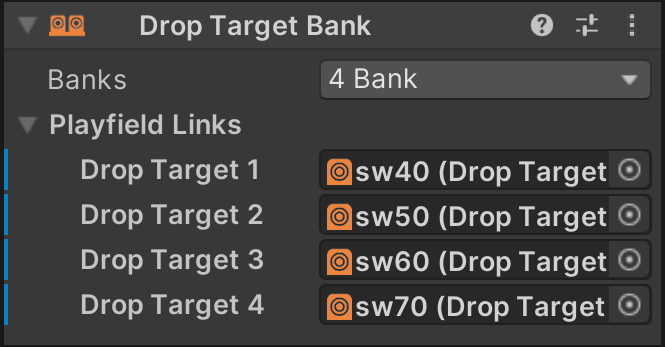 Drop Target Bank
Banks 4 Bank
Playfield Links
Drop Target 1 sw40 (Drop Target
Drop Target 2 sw50 (Drop Target
Drop Target 3 sw60 (Drop Target
Drop Target 4 sw70 (Drop Target